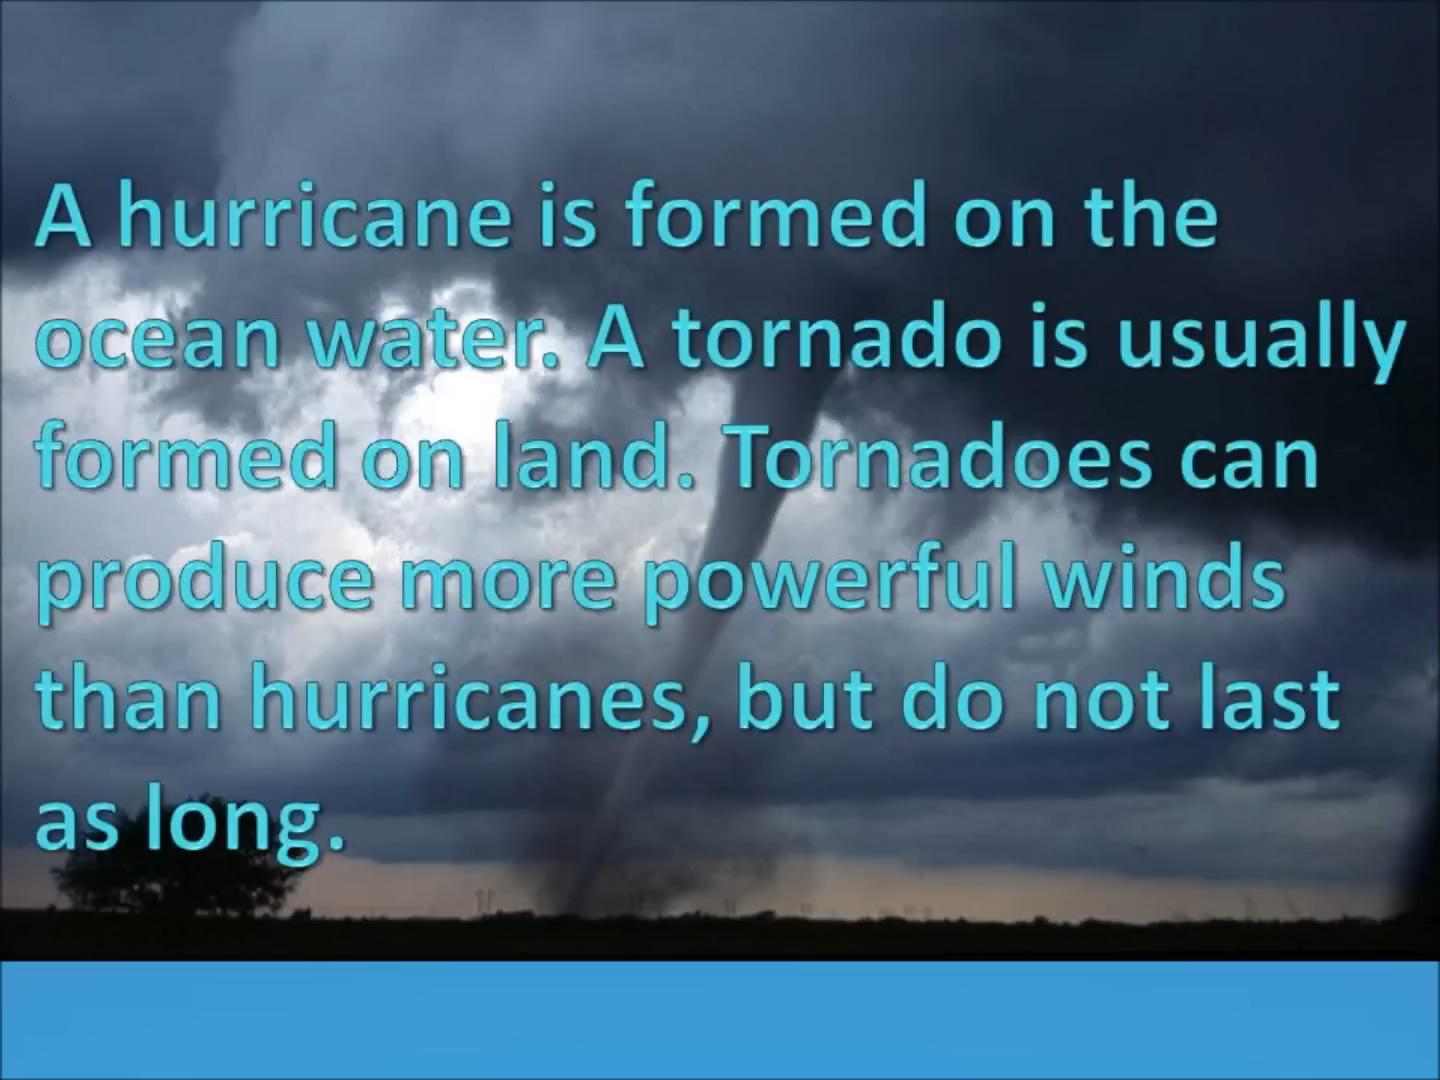 A hurricane is formed on the
ocean water. A tornado is usually
formed on land. Tornadoes can
produce more powerful winds
than hurricanes, but do not last
as long.